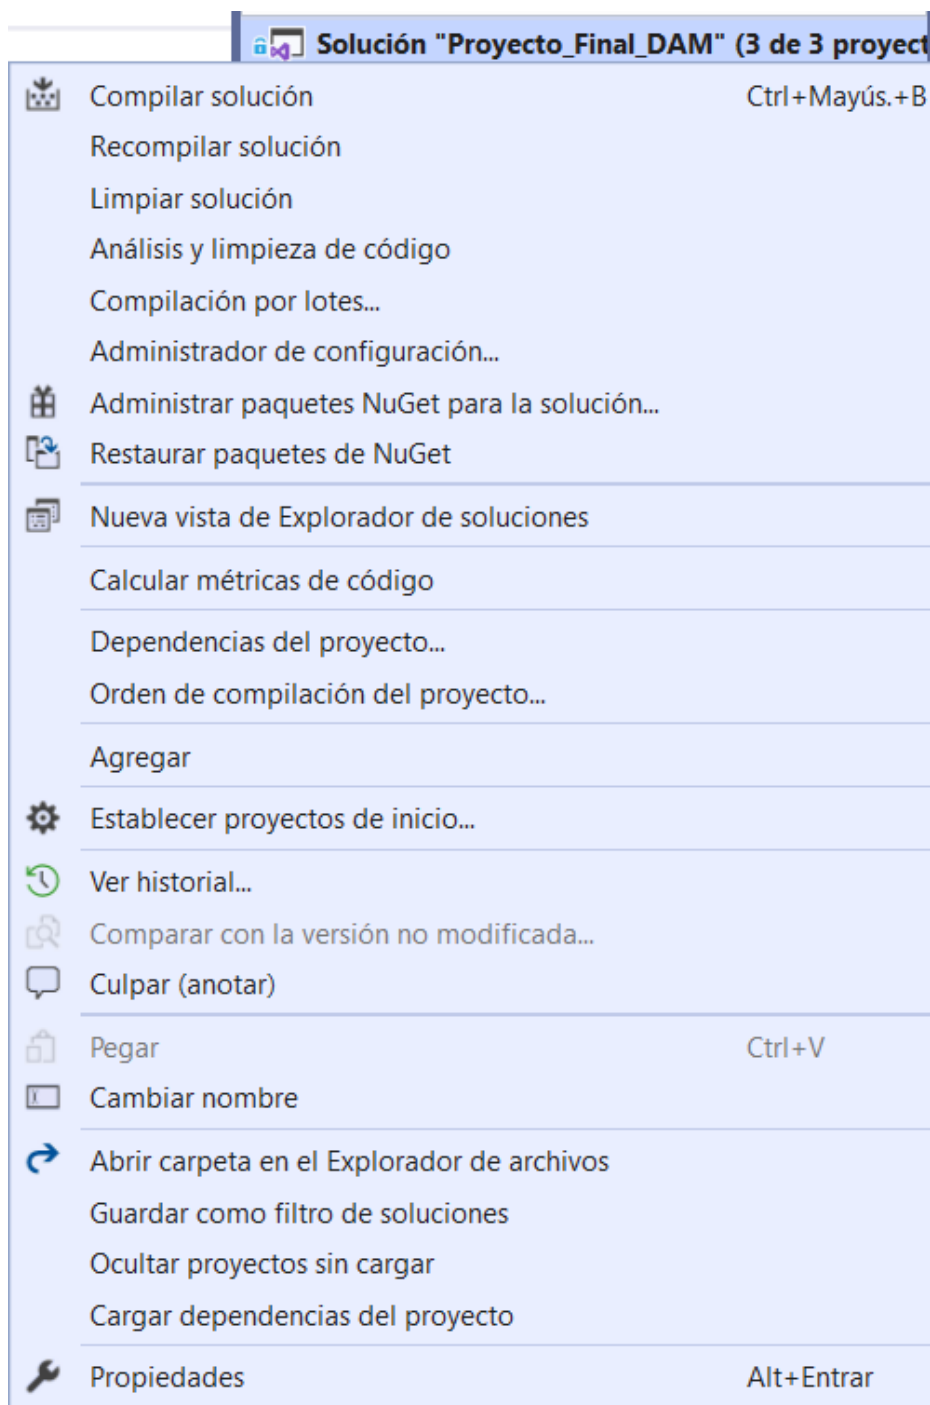 Solución "Proyecto_Final_DAM" (3 de 3 proyect
Compilar solución Ctrl+Mayús.+B
Recompilar solución
Limpiar solución
Análisis y limpieza de código
Compilación por lotes...
Administrador de configuración...
Administrar paquetes NuGet para la solución...
Restaurar paquetes de NuGet
Nueva vista de Explorador de soluciones
Calcular métricas de código
Dependencias del proyecto...
Orden de compilación del proyecto...
Agregar
Establecer proyectos de inicio...
Ver historial...
Comparar con la versión no modificada...
Culpar (anotar)
Pegar Ctrl+V
Cambiar nombre
Abrir carpeta en el Explorador de archivos
Guardar como filtro de soluciones
Ocultar proyectos sin cargar
Cargar dependencias del proyecto
Propiedades Alt+Entrar